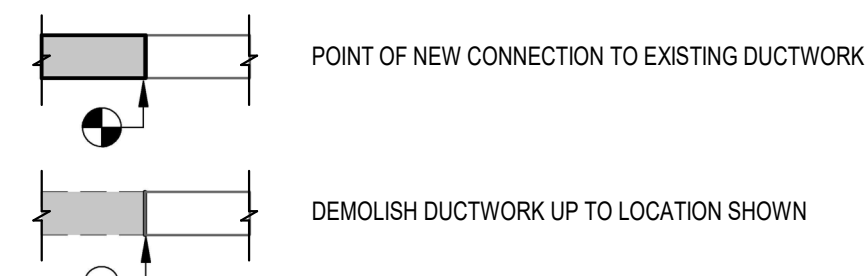 POINT OF NEW CONNECTION TO EXISTING DUCTWORK
DEMOLISH DUCTWORK UP TO LOCATION SHOWN